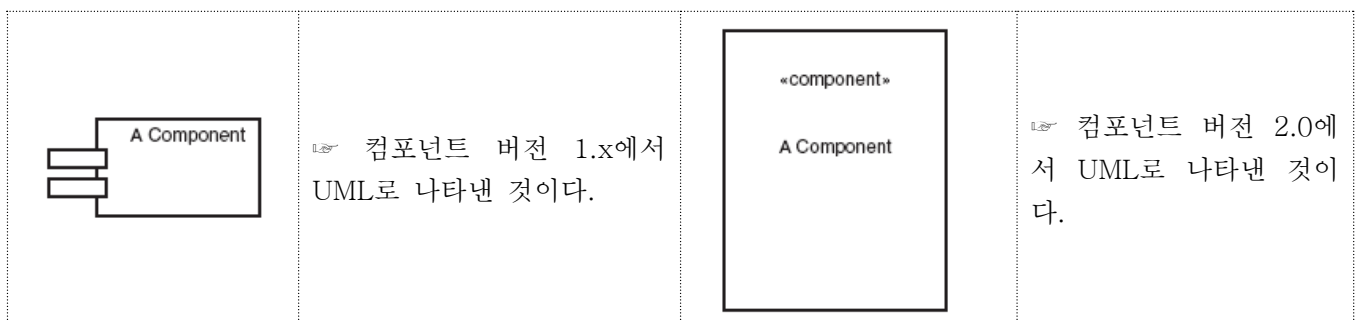 A Component
☞ 컴포넌트 버전 1.x에서
UML로 나타낸 것이다.
«component»
A Component
☞ 컴포넌트 버전 2.0에
서 UML로 나타낸 것이
다.